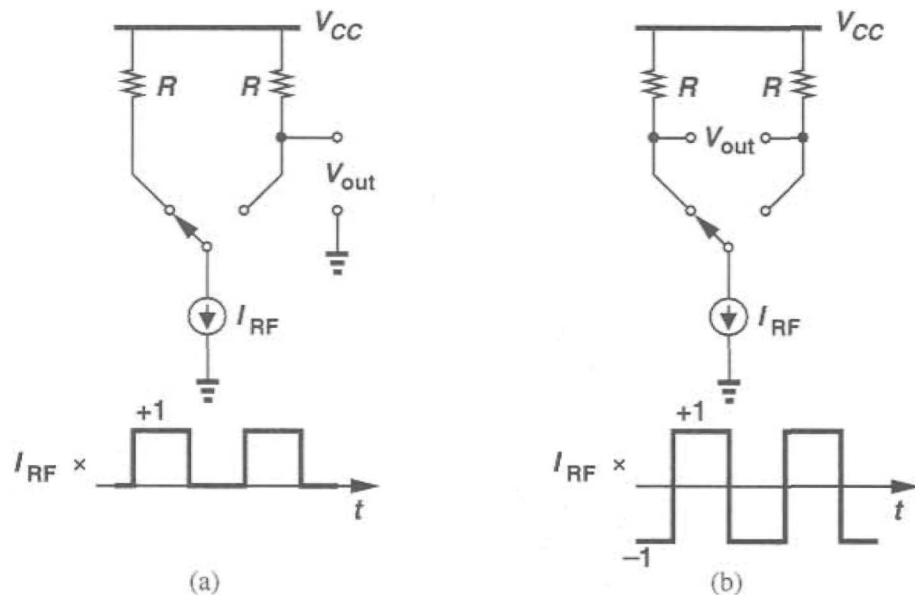 V_CC
R R
V_out
I_RF
+1
I_RF ×
t
(a)
V_CC
R R
V_out
I_RF
+1
I_RF ×
t
–1
(b)